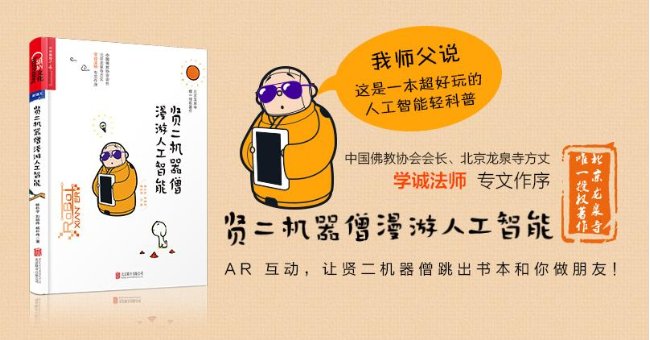 贤二机器僧
漫游人工智能
贤二机器僧漫游人工智能
ROBOT
我师父说
这是一本超好玩的
人工智能轻科普
中国佛教协会会长、北京龙泉寺方丈
学诚法师 专文作序
贤二机器僧漫游人工智能
北京龙泉寺
唯一授权著作
AR 互动，让贤二机器僧跳出书本和你做朋友！